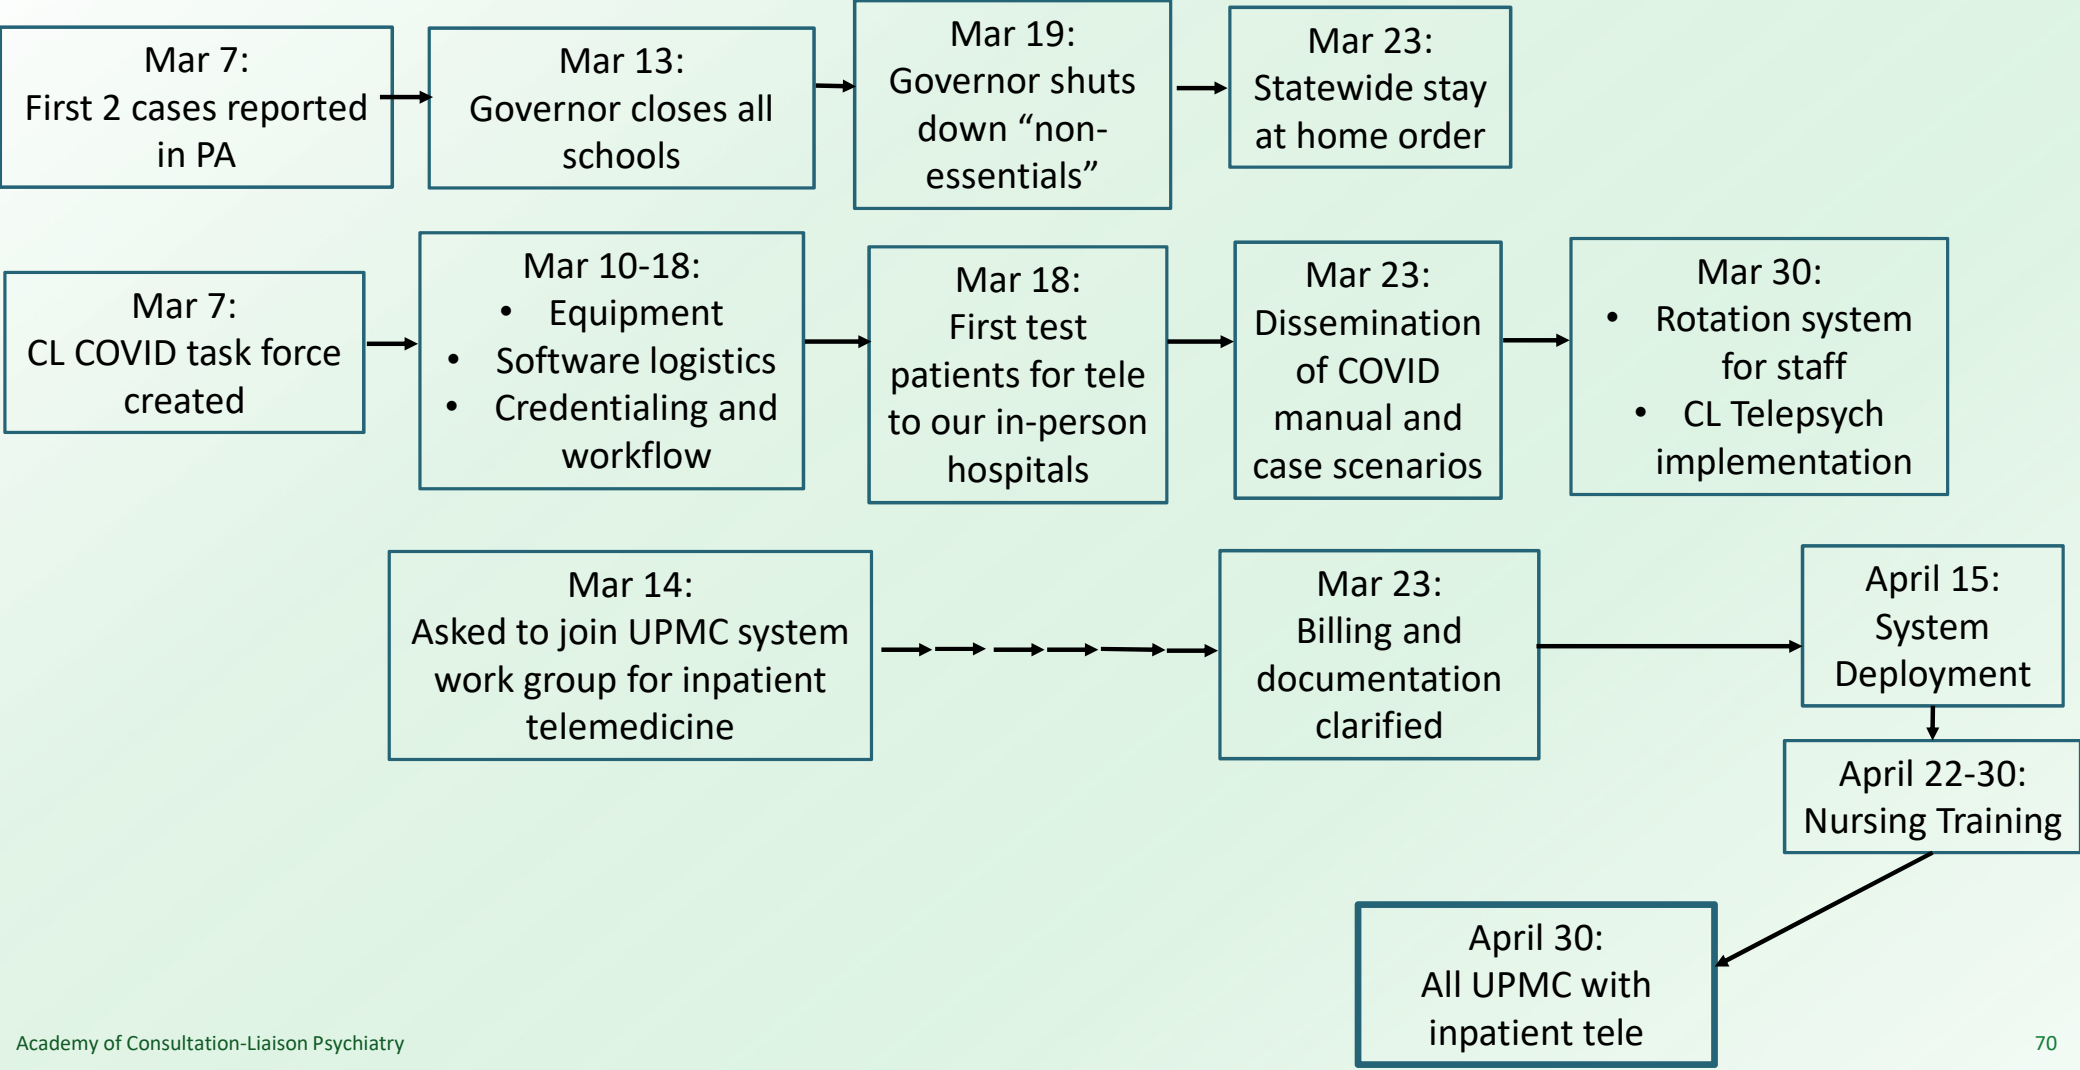 Mar 7:
First 2 cases reported
in PA
Mar 13:
Governor closes all
schools
Mar 19:
Governor shuts
down “non-
essentials”
Mar 23:
Statewide stay
at home order
Mar 7:
CL COVID task force
created
Mar 10-18:
• Equipment
• Software logistics
• Credentialing and
workflow
Mar 18:
First test
patients for tele
to our in-person
hospitals
Mar 23:
Dissemination
of COVID
manual and
case scenarios
Mar 30:
• Rotation system
for staff
• CL Telepsych
implementation
Mar 14:
Asked to join UPMC system
work group for inpatient
telemedicine
Mar 23:
Billing and
documentation
clarified
April 15:
System
Deployment
April 22-30:
Nursing Training
April 30:
All UPMC with
inpatient tele
Academy of Consultation-Liaison Psychiatry
70